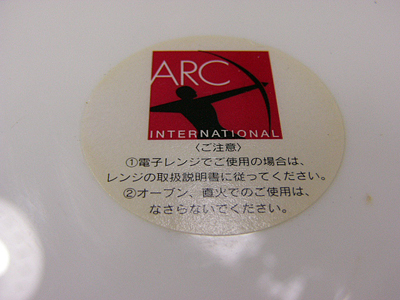 ARC
INTERNATIONAL
〈ご注意〉
①電子レンジでご使用の場合は、
レンジの取扱説明書に従ってください。
②オーブン、直火でのご使用は、
なさらないでください。